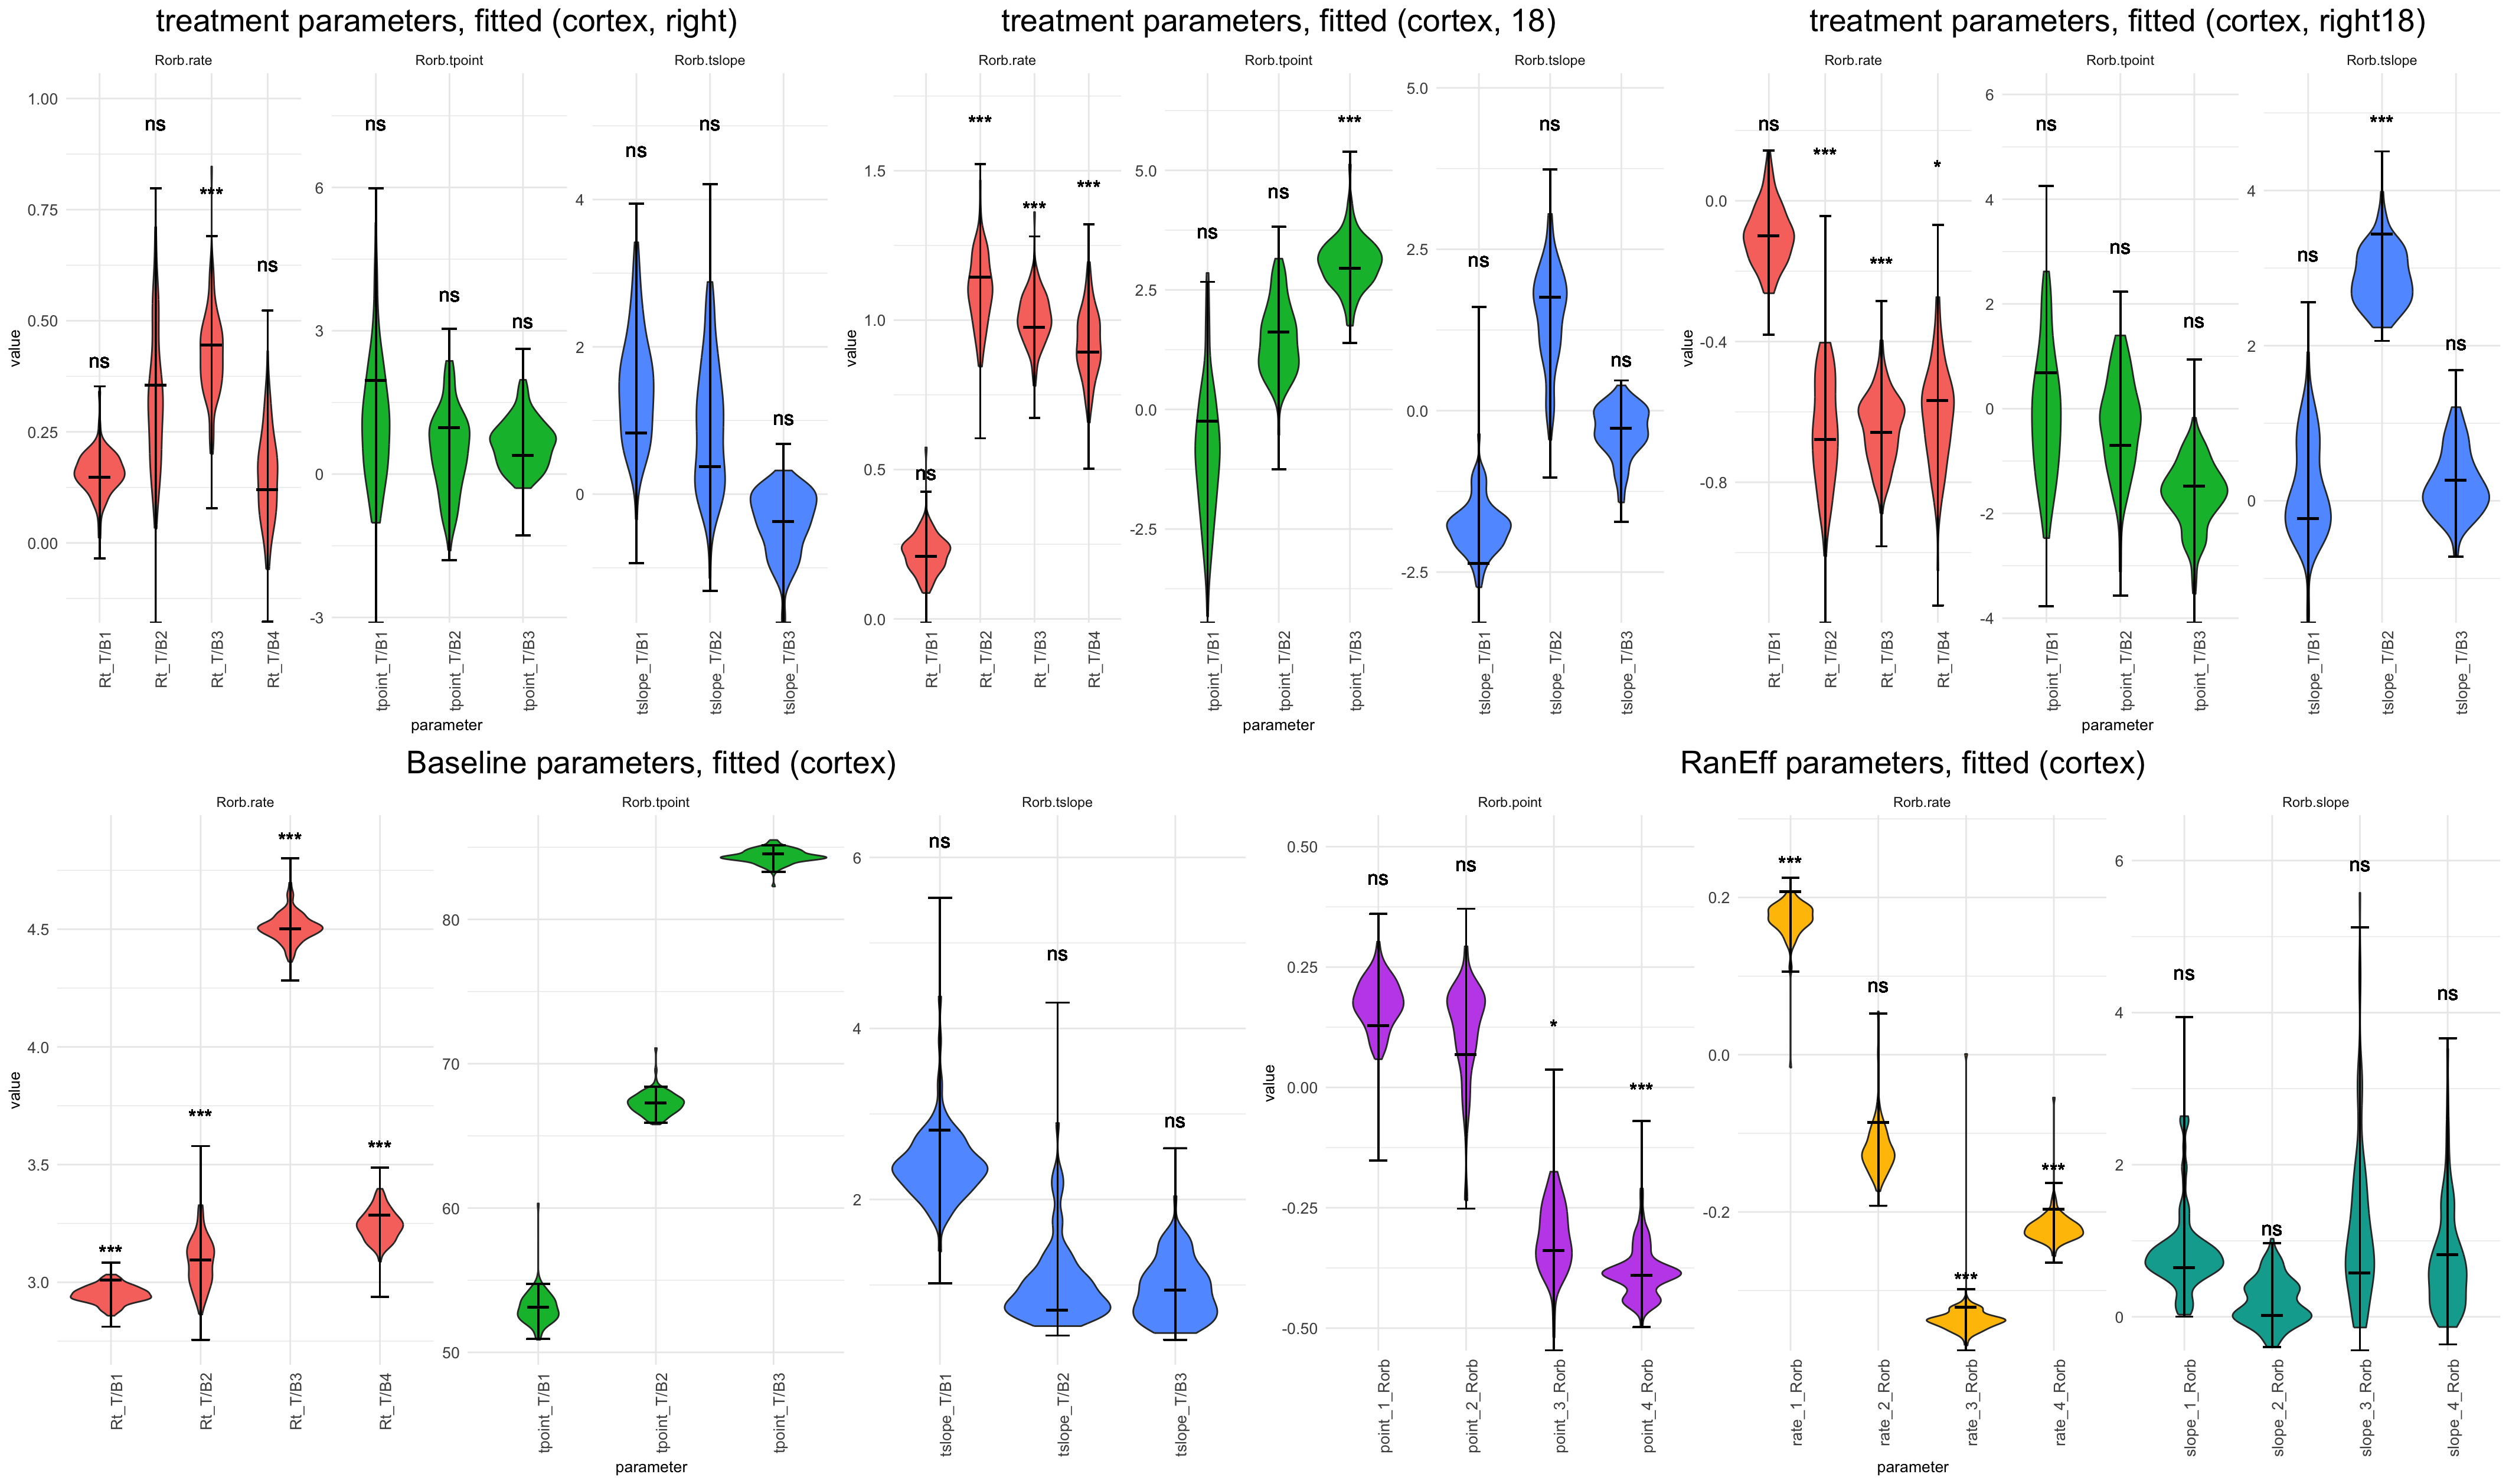 treatment parameters, fitted (cortex, right)
Rorb.rate
Rorb.tpoint
Rorb.tslope
value
1.00
0.75
0.50
0.25
0.00
ns
ns
***
ns
Rt_T/B1
Rt_T/B2
Rt_T/B3
Rt_T/B4
6
3
0
-3
ns
ns
ns
tpoint_T/B1
tpoint_T/B2
tpoint_T/B3
4
2
0
ns
ns
ns
tslope_T/B1
tslope_T/B2
tslope_T/B3
parameter
treatment parameters, fitted (cortex, 18)
Rorb.rate
Rorb.tpoint
Rorb.tslope
value
1.5
1.0
0.5
0.0
ns
***
***
***
Rt_T/B1
Rt_T/B2
Rt_T/B3
Rt_T/B4
5.0
2.5
0.0
-2.5
ns
ns
***
tpoint_T/B1
tpoint_T/B2
tpoint_T/B3
5.0
2.5
0.0
-2.5
ns
ns
ns
tslope_T/B1
tslope_T/B2
tslope_T/B3
parameter
treatment parameters, fitted (cortex, right18)
Rorb.rate
Rorb.tpoint
Rorb.tslope
value
0.0
-0.4
-0.8
ns
***
***
*
Rt_T/B1
Rt_T/B2
Rt_T/B3
Rt_T/B4
6
4
2
0
-2
-4
ns
ns
ns
tpoint_T/B1
tpoint_T/B2
tpoint_T/B3
4
2
0
ns
***
ns
tslope_T/B1
tslope_T/B2
tslope_T/B3
parameter
Baseline parameters, fitted (cortex)
Rorb.rate
Rorb.tpoint
Rorb.tslope
value
4.5
4.0
3.5
3.0
***
***
***
***
Rt_T/B1
Rt_T/B2
Rt_T/B3
Rt_T/B4
80
70
60
50
tpoint_T/B1
tpoint_T/B2
tpoint_T/B3
6
4
2
ns
ns
ns
tslope_T/B1
tslope_T/B2
tslope_T/B3
parameter
RanEff parameters, fitted (cortex)
Rorb.point
Rorb.rate
Rorb.slope
value
0.50
0.25
0.00
-0.25
-0.50
ns
ns
*
***
point_1_Rorb
point_2_Rorb
point_3_Rorb
point_4_Rorb
0.2
0.0
-0.2
***
ns
***
***
rate_1_Rorb
rate_2_Rorb
rate_3_Rorb
rate_4_Rorb
6
4
2
0
ns
ns
ns
ns
slope_1_Rorb
slope_2_Rorb
slope_3_Rorb
slope_4_Rorb
parameter